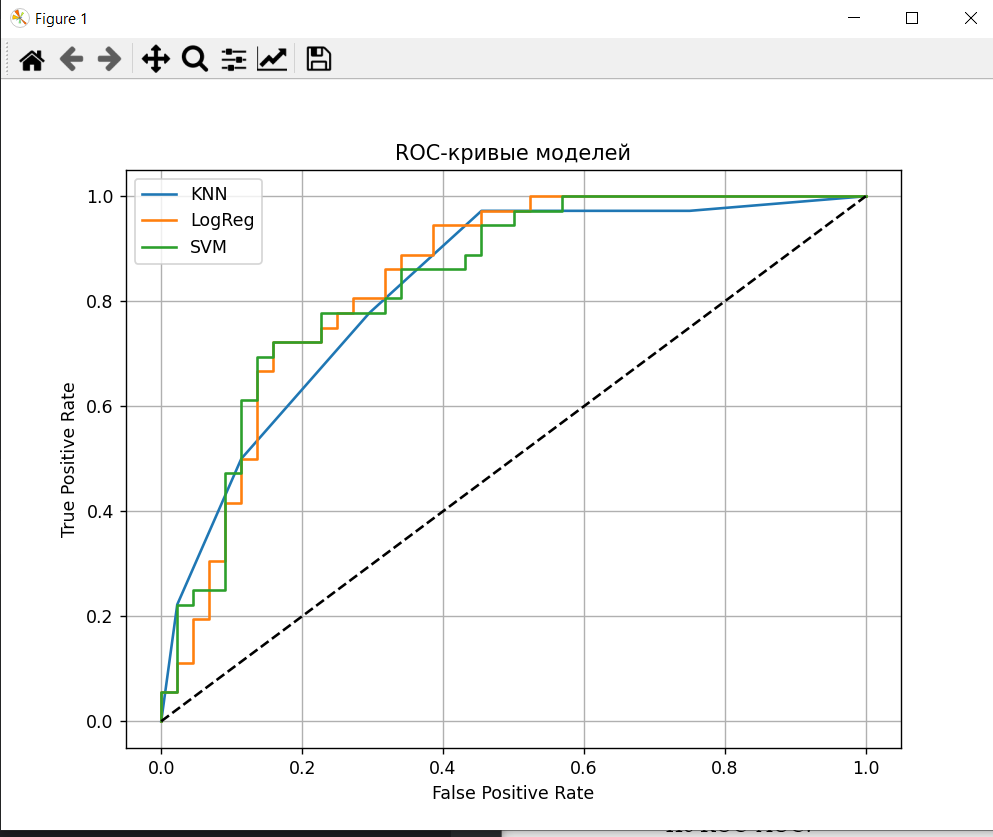 Figure 1
ROC-кривые моделей
KNN
LogReg
SVM
1.0
0.8
0.6
0.4
0.2
0.0
True Positive Rate
0.0 0.2 0.4 0.6 0.8 1.0
False Positive Rate